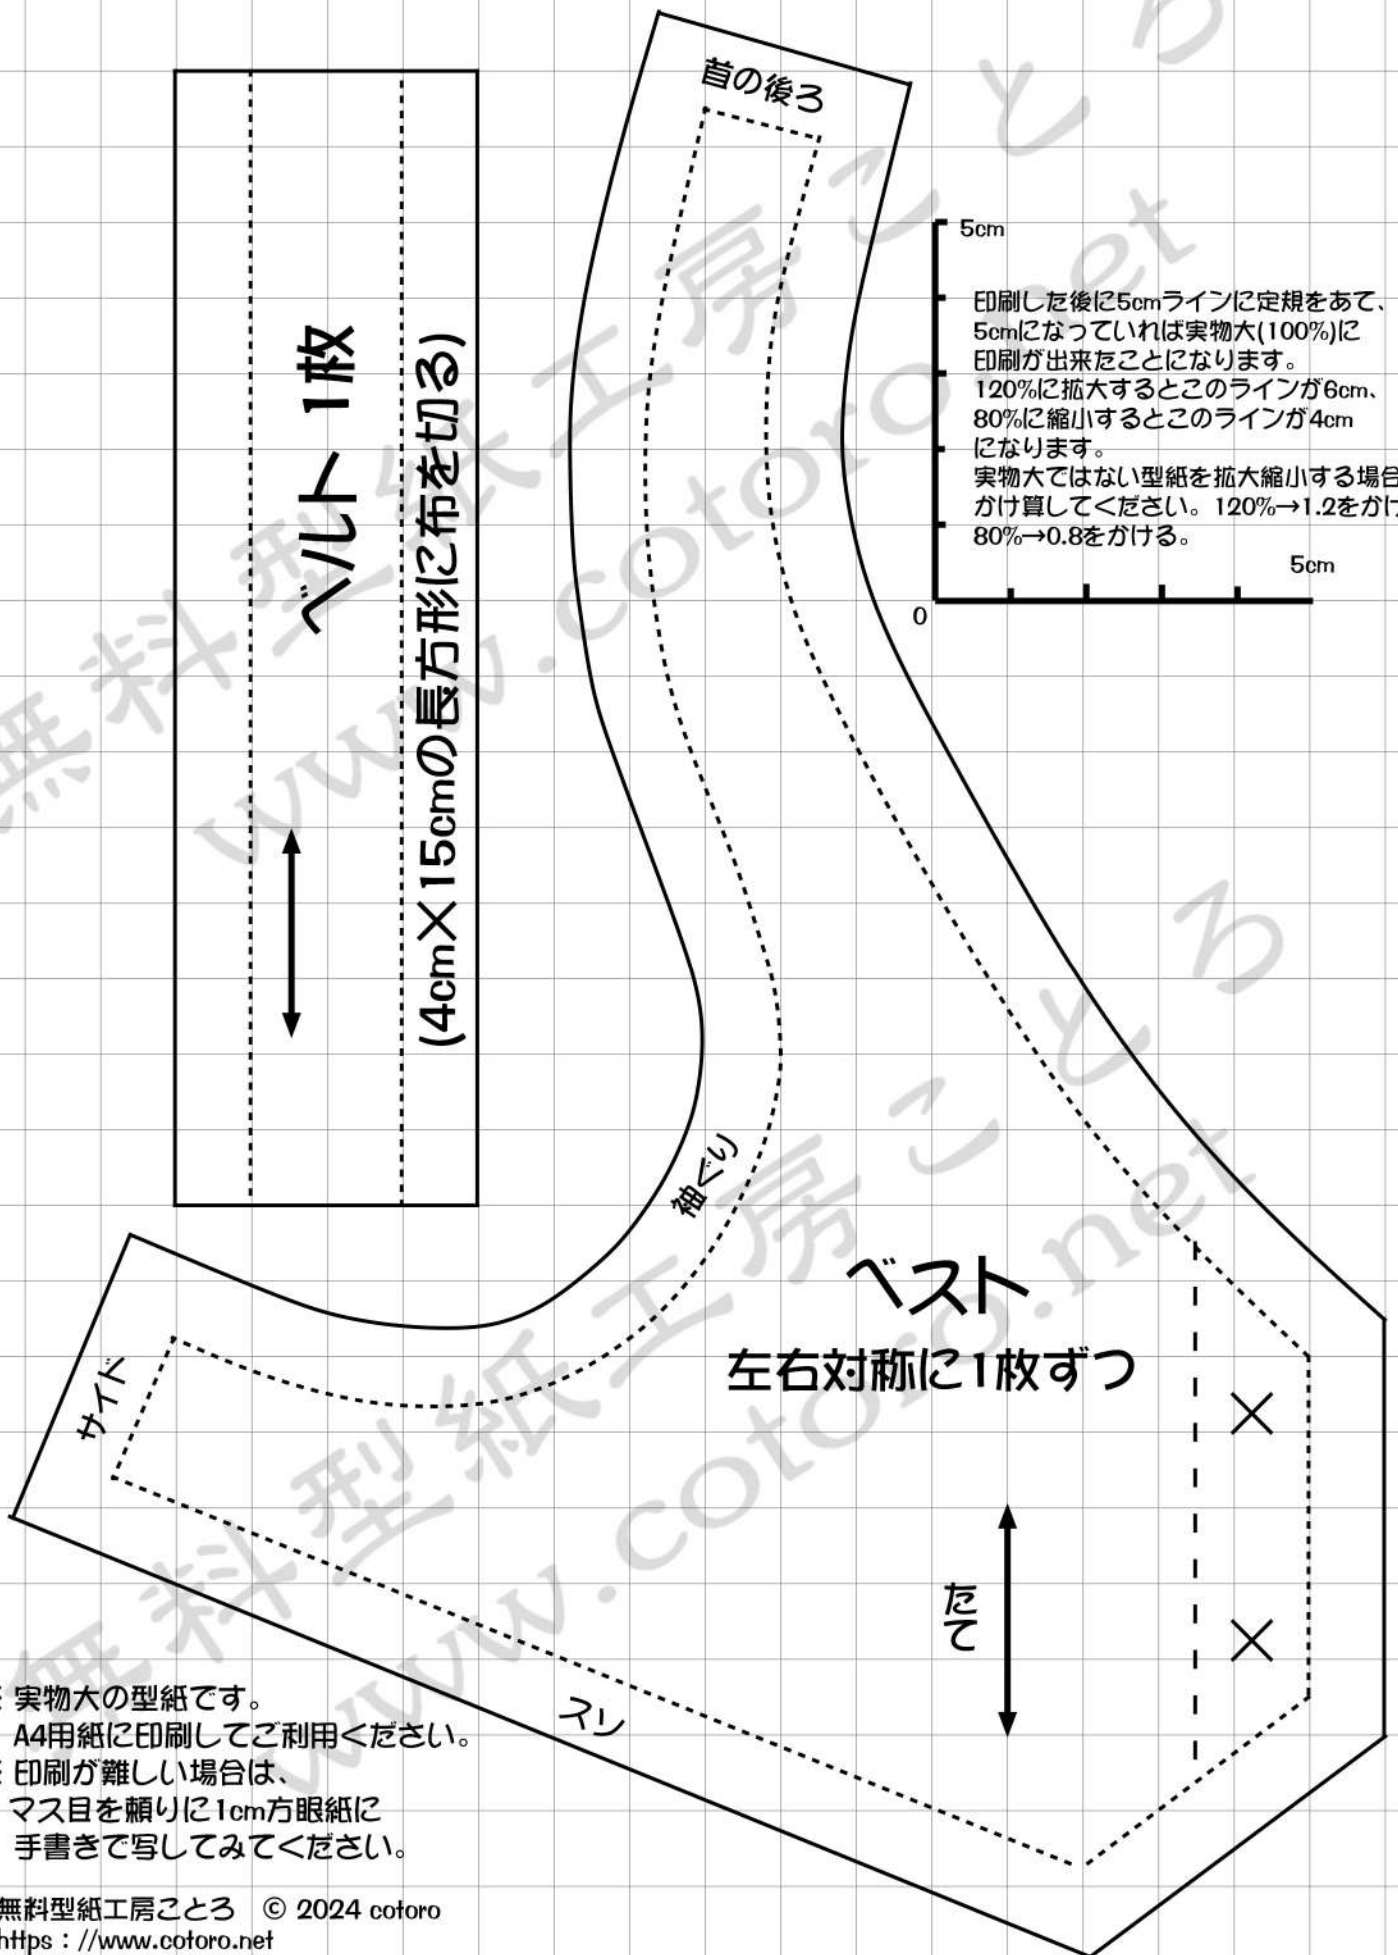 首の後ろ
ベルト 1枚
(4cm×15cmの長方形に布を切る)
5cm
印刷した後に5cmラインに定規をあて、
5cmになっていれば実物大(100%)に
印刷が出来たことになります。
120%に拡大するとこのラインが6cm、
80%に縮小するとこのラインが4cm
になります。
実物大ではない型紙を拡大縮小する場合
かけ算してください。120%→1.2をかけ
80%→0.8をかける。
5cm
0
無料型紙工房ことろ
www.cotoro.net
袖ぐり
ベスト
左右対称に1枚ずつ
サイド
たて
スソ
無料型紙工房ことろ
www.cotoro.net
※ 実物大の型紙です。
A4用紙に印刷してご利用ください。
※ 印刷が難しい場合は、
マス目を頼りに1cm方眼紙に
手書きで写してみてください。
無料型紙工房ことろ © 2024 cotoro
https：//www.cotoro.net